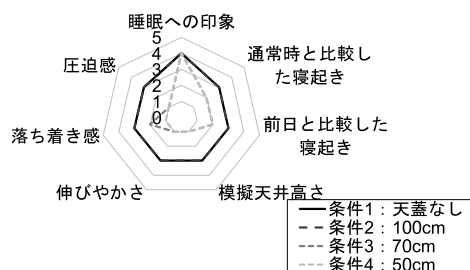 睡眠への印象
5
4
3
2
1
0
通常時と比較し
た寝起き
前日と比較した
寝起き
模擬天井高さ
伸びやかさ
落ち着き感
圧迫感
条件1：天蓋なし
条件2：100cm
条件3：70cm
条件4：50cm